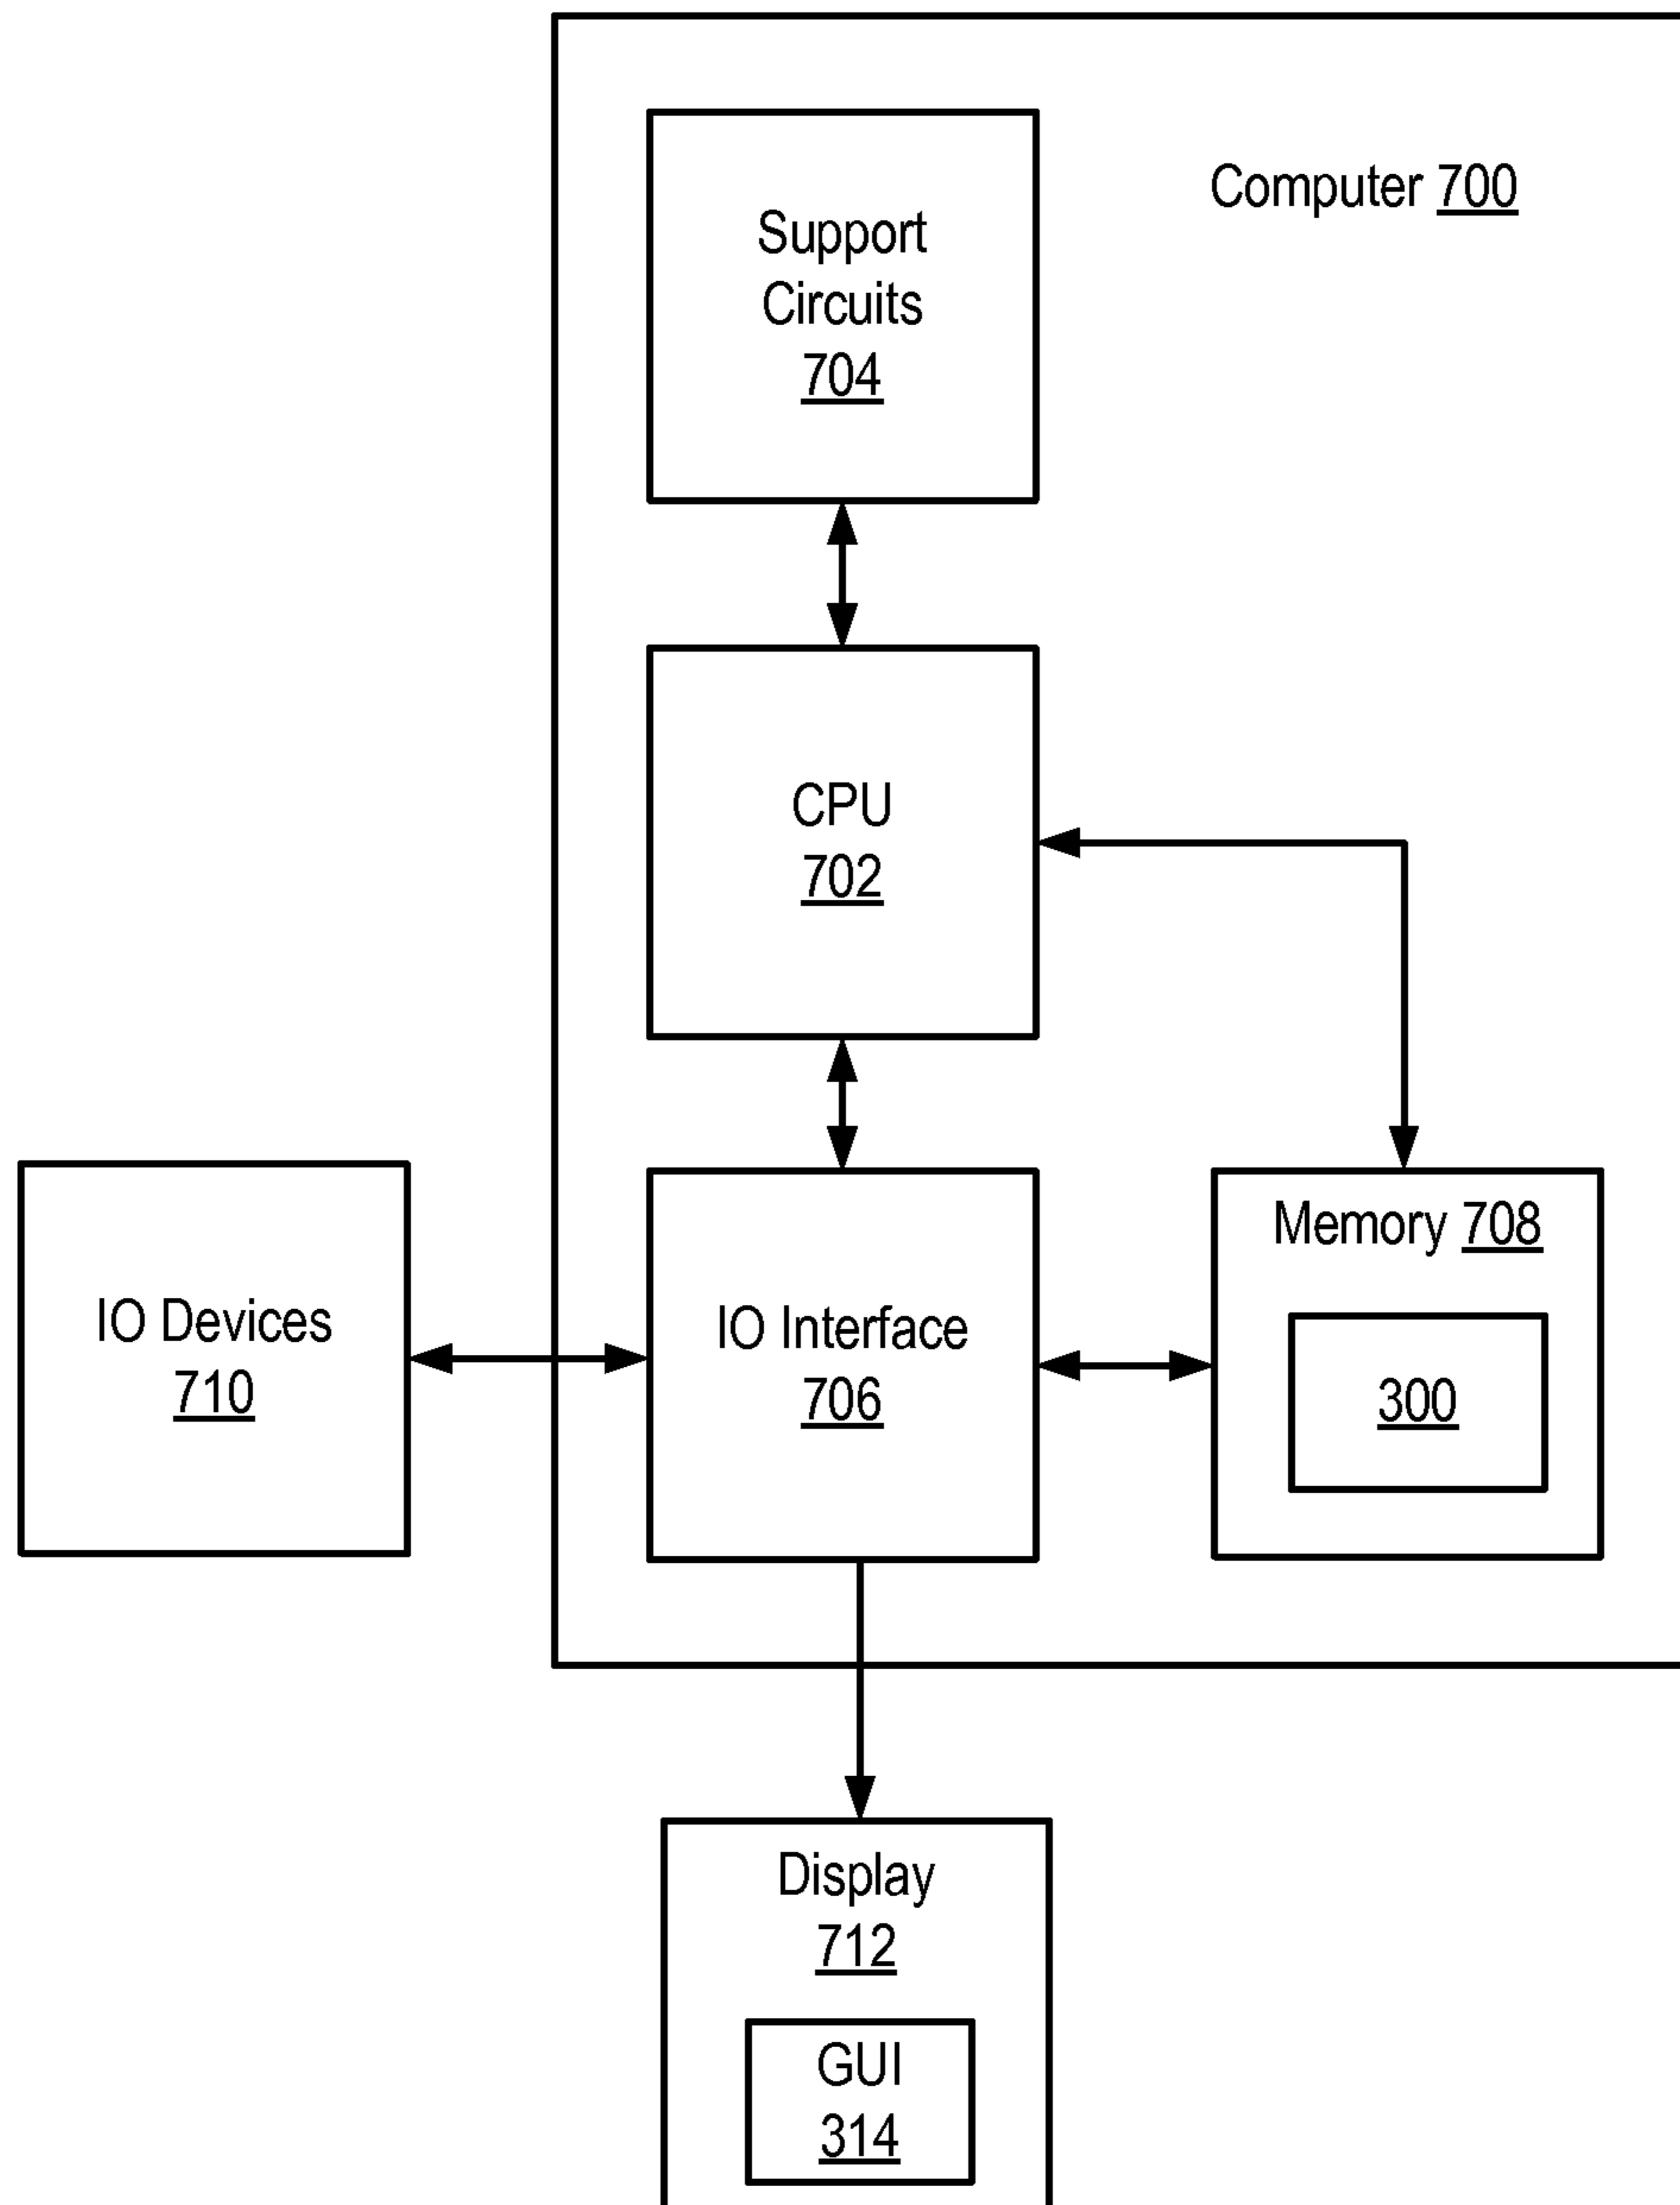 Computer 700
Support
Circuits
704
CPU
702
IO Devices
710
IO Interface
706
Memory 708
300
Display
712
GUI
314